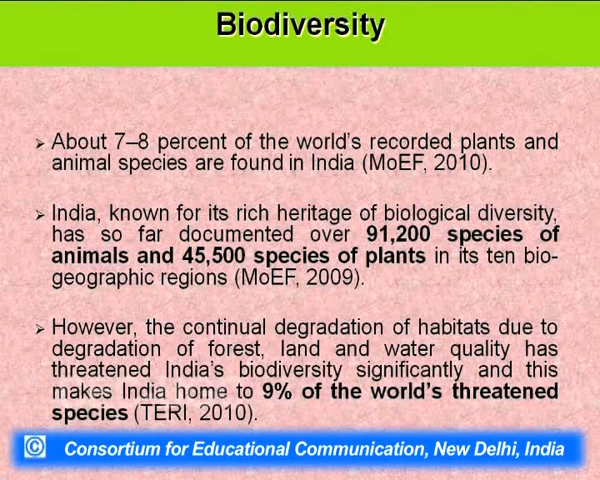 Biodiversity
➢ About 7–8 percent of the world's recorded plants and
animal species are found in India (MoEF, 2010).
➢ India, known for its rich heritage of biological diversity,
has so far documented over 91,200 species of
animals and 45,500 species of plants in its ten bio-
geographic regions (MoEF, 2009).
➢ However, the continual degradation of habitats due to
degradation of forest, land and water quality has
threatened India's biodiversity significantly and this
makes India home to 9% of the world's threatened
species (TERI, 2010).
© Consortium for Educational Communication, New Delhi, India